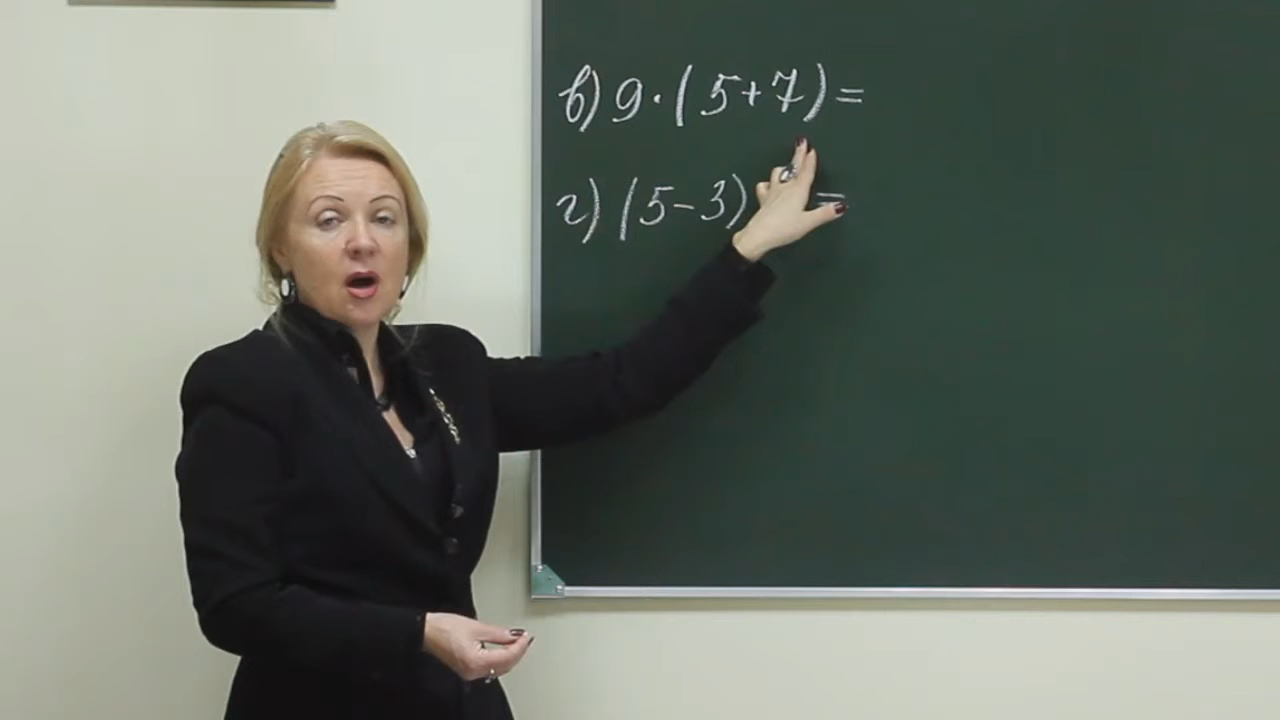 в) 9·(5+7)=
г) (5-3) =